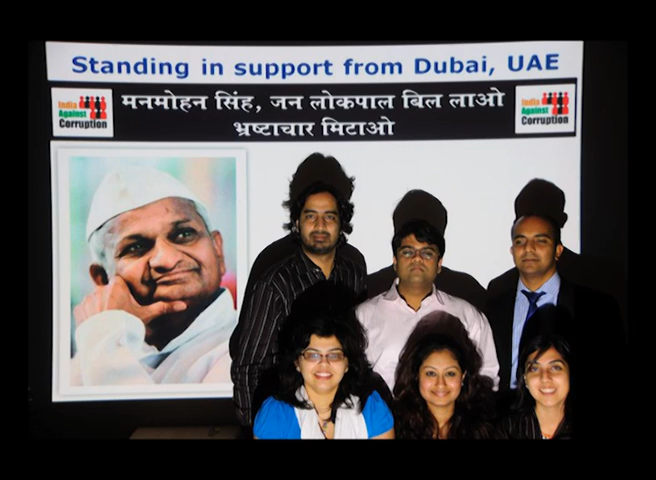 Standing in support from Dubai, UAE
India Against Corruption
मनमोहन सिंह, जन लोकपाल बिल लाओ
भ्रष्टाचार मिटाओ
India Against Corruption